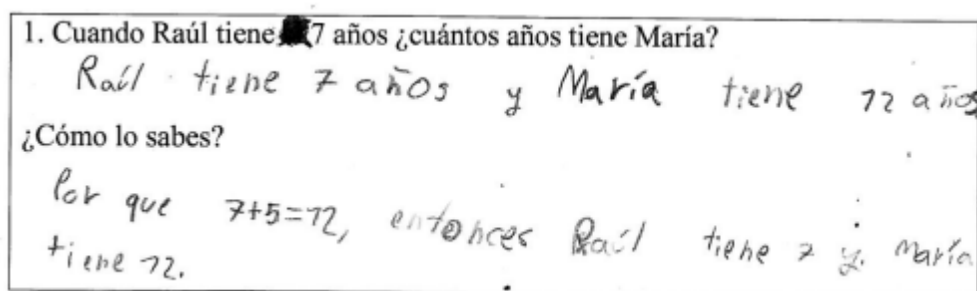 1. Cuando Raúl tiene 7 años ¿cuántos años tiene María?
Raúl tiene 7 años y María tiene 12 años
¿Cómo lo sabes?
Por que 7+5=12, entonces Raúl tiene 7 y. María
tiene 12.